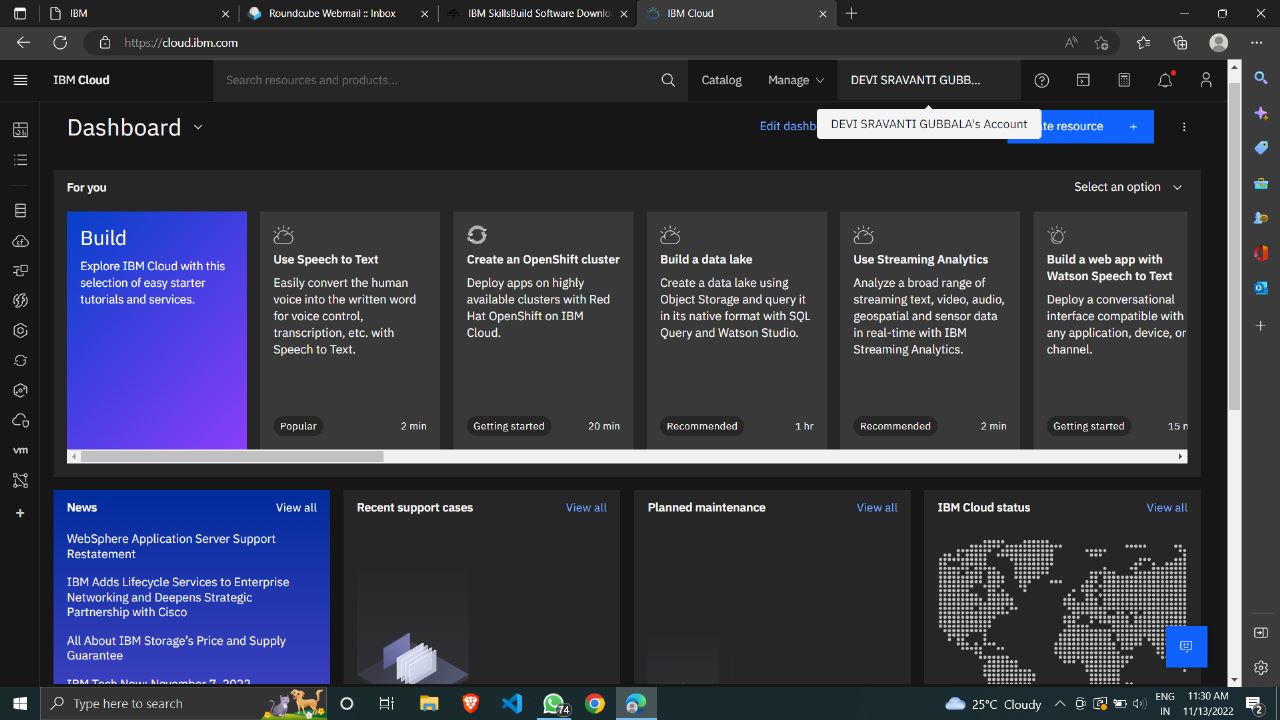 IBM
Roundcube Webmail :: Inbox
IBM SkillsBuild Software Downlo
IBM Cloud
https://cloud.ibm.com
IBM Cloud
Search resources and products...
Catalog
Manage
DEVI SRAVANTI GUBB...
Dashboard
Edit dashb
DEVI SRAVANTI GUBBALA's Account
te resource +
For you
Select an option
Build
Explore IBM Cloud with this
selection of easy starter
tutorials and services.
Use Speech to Text
Easily convert the human
voice into the written word
for voice control,
transcription, etc. with
Speech to Text.
Popular
2 min
Create an OpenShift cluster
Deploy apps on highly
available clusters with Red
Hat OpenShift on IBM
Cloud.
Getting started
20 min
Build a data lake
Create a data lake using
Object Storage and query it
in its native format with SQL
Query and Watson Studio.
Recommended
1 hr
Use Streaming Analytics
Analyze a broad range of
streaming text, video, audio,
geospatial and sensor data
in real-time with IBM
Streaming Analytics.
Recommended
2 min
Build a web app with
Watson Speech to Text
Deploy a conversational
interface compatible with
any application, device, or
channel.
Getting started
15 m
vm
News
View all
WebSphere Application Server Support
Restatement
IBM Adds Lifecycle Services to Enterprise
Networking and Deepens Strategic
Partnership with Cisco
All About IBM Storage's Price and Supply
Guarantee
IBM Tech Now: November 7, 2022
Recent support cases
View all
Planned maintenance
View all
IBM Cloud status
View all
Type here to search
74
25°C Cloudy
ENG
IN
11:30 AM
11/13/2022
2